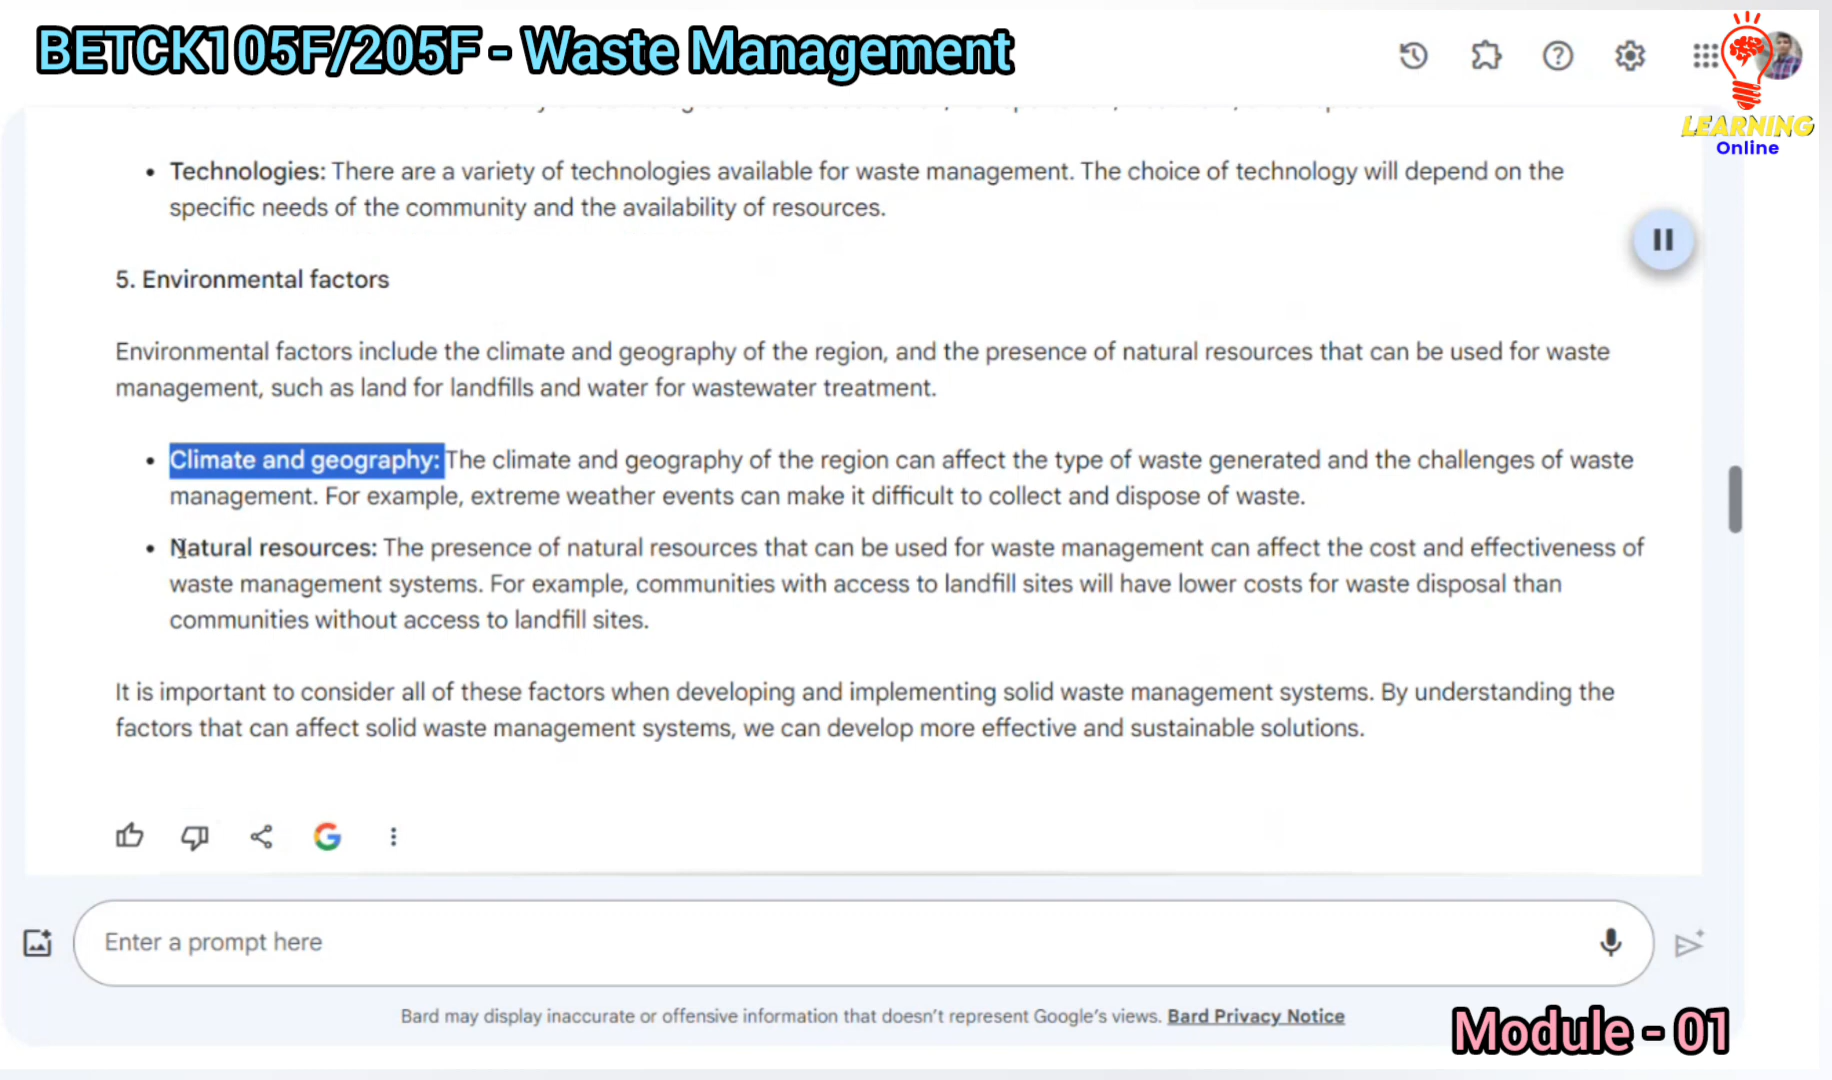 BETCK105F/205F - Waste Management
LEARNING
Online
• Technologies: There are a variety of technologies available for waste management. The choice of technology will depend on the
specific needs of the community and the availability of resources.
5. Environmental factors
Environmental factors include the climate and geography of the region, and the presence of natural resources that can be used for waste
management, such as land for landfills and water for wastewater treatment.
• Climate and geography: The climate and geography of the region can affect the type of waste generated and the challenges of waste
management. For example, extreme weather events can make it difficult to collect and dispose of waste.
• Natural resources: The presence of natural resources that can be used for waste management can affect the cost and effectiveness of
waste management systems. For example, communities with access to landfill sites will have lower costs for waste disposal than
communities without access to landfill sites.
It is important to consider all of these factors when developing and implementing solid waste management systems. By understanding the
factors that can affect solid waste management systems, we can develop more effective and sustainable solutions.
Enter a prompt here
Bard may display inaccurate or offensive information that doesn't represent Google's views. Bard Privacy Notice
Module - 01